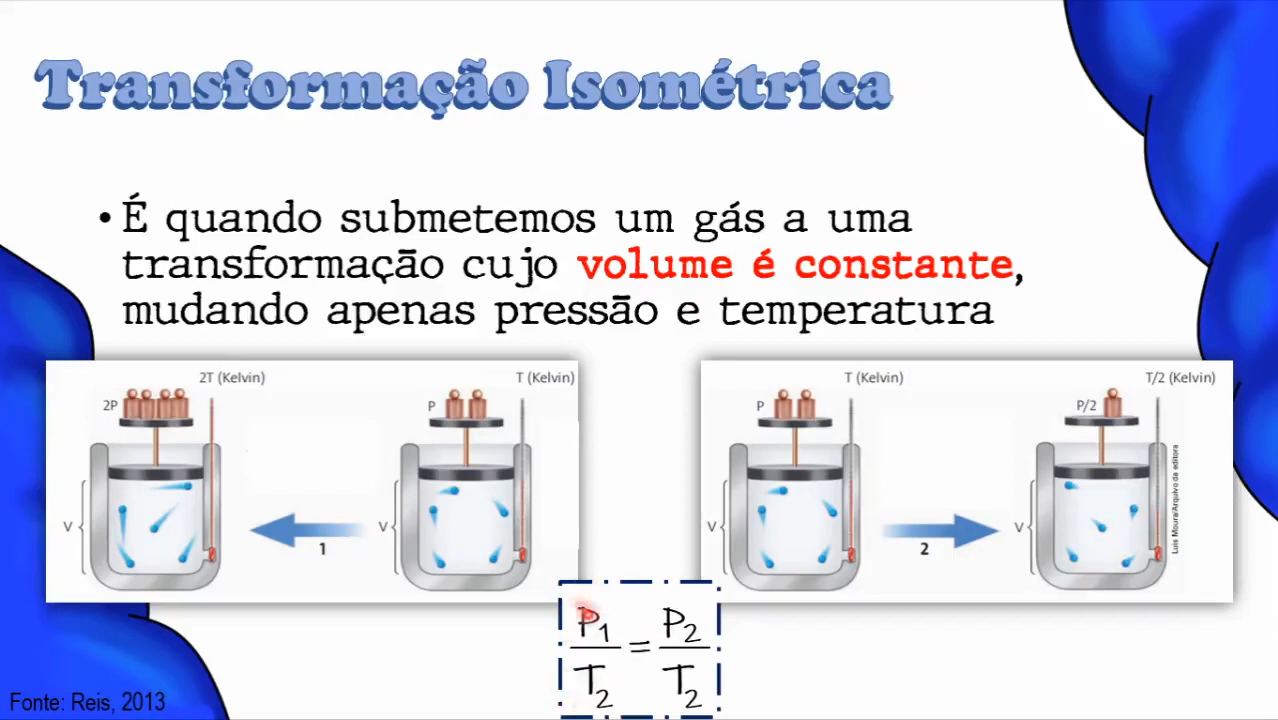 Transformação Isométrica
• É quando submetemos um gás a uma
transformação cujo volume é constante,
mudando apenas pressão e temperatura
2T (Kelvin)
2P
V
1
T (Kelvin)
P
V
T (Kelvin)
P
V
2
T/2 (Kelvin)
P/2
V
Luis Moura/Arquivo da editora
P1
T2
=
P2
T2
Fonte: Reis, 2013